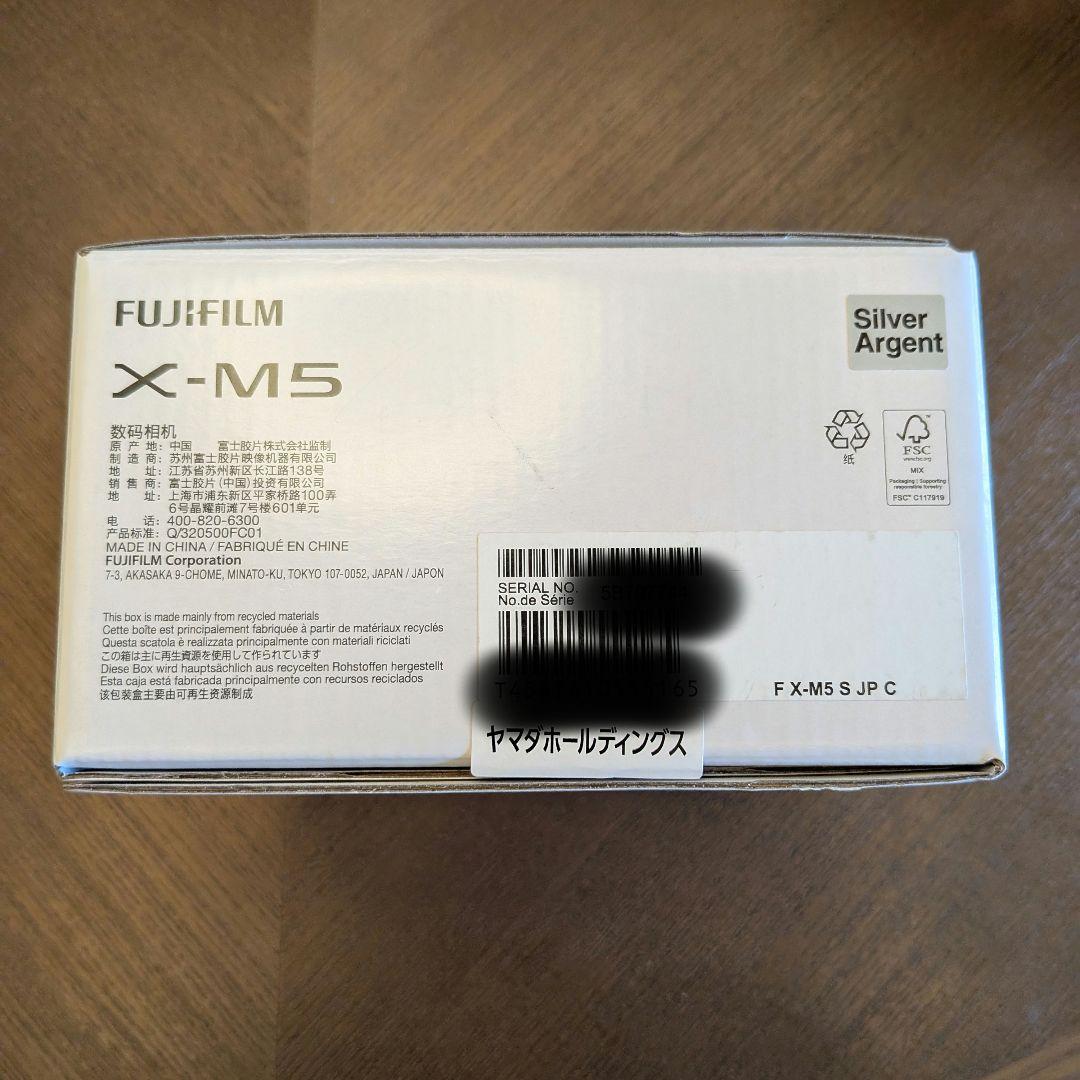 FUJIFILM
X-M5
Silver
Argent
数码相机
原 产 地: 中国 富士胶片株式会社监制
制 造 商: 苏州富士胶片映像机器有限公司
地 址: 江苏省苏州新区长江路138号
销 售 商: 富士胶片(中国)投资有限公司
地 址: 上海市浦东新区平家桥路100弄
6号晶耀前滩7号楼601单元
电 话: 400-820-6300
产品标准: Q/320500FC01
MADE IN CHINA / FABRIQUÉ EN CHINE
FUJIFILM Corporation
7-3, AKASAKA 9-CHOME, MINATO-KU, TOKYO 107-0052, JAPAN / JAPON
纸
FSC
www.fsc.org
MIX
Packaging | Supporting
responsible forestry
FSC™ C117919
This box is made mainly from recycled materials
Cette boîte est principalement fabriquée à partir de matériaux recyclés
Questa scatola è realizzata principalmente con materiali riciclati
この箱は主に再生資源を使用して作られています
Diese Box wird hauptsächlich aus recycelten Rohstoffen hergestellt
Esta caja está fabricada principalmente con recursos reciclados
该包装盒主要由可再生资源制成
SERIAL NO.
No.de Série
F X-M5 S JP C
ヤマダホールディングス